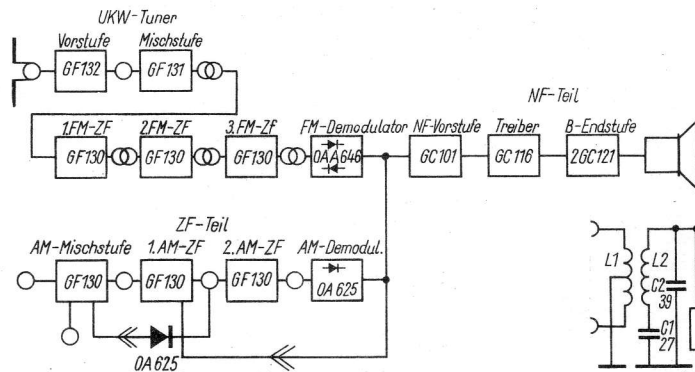 UKW-Tuner
Vorstufe Mischstufe
GF132 GF131
NF-Teil
1.FM-ZF 2.FM-ZF 3.FM-Zf FM-Demodulator NF-Vorstufe Treiber B-Endstufe
GF130 GF130 GF130 OAA646 GC101 GC116 2GC121
ZF-Teil
AM-Mischstufe 1.AM-ZF 2.AM-ZF AM-Demodul.
GF130 GF130 GF130 OA625
OA625
L1 L2
C2
39
C1
27